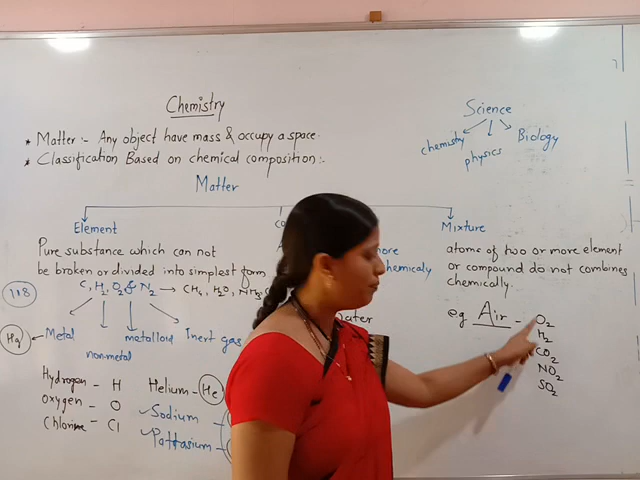 Chemistry
Science
chemistry physics Biology
* Matter :- Any object have mass & occupy a space.
* Classification Based on chemical composition :-
Matter
Element
Mixture
Pure substance which can not
be broken or divided into simplest form
C, H2 O2 & N2 → CH4, H2O, NH3,
more
chemicaly
ater
atoms of two or more element
or compound do not combines
chemically.
eg Air - O2
H2
CO2
NO2
SO2
118
Hg
Metal
non-metal
metalloid
Inert gas
Hydrogen - H
Oxygen - O
Chlorine - Cl
Helium - He
Sodium -
Pottasium -